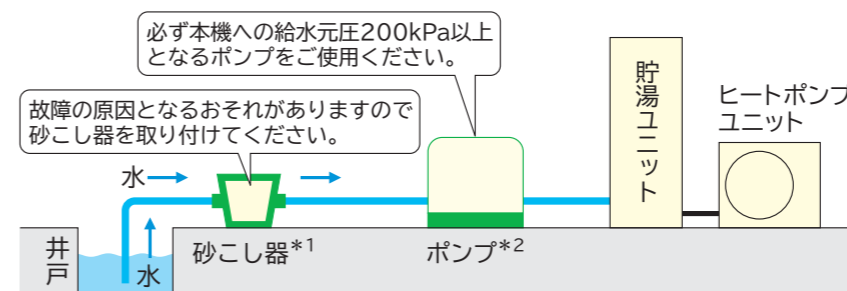 必ず本機への給水元圧200kPa以上
となるポンプをご使用ください。
故障の原因となるおそれがありますので
砂こし器を取り付けてください。
貯湯ユニット
ヒートポンプ
ユニット
水
井戸
水
砂こし器*1
ポンプ*2